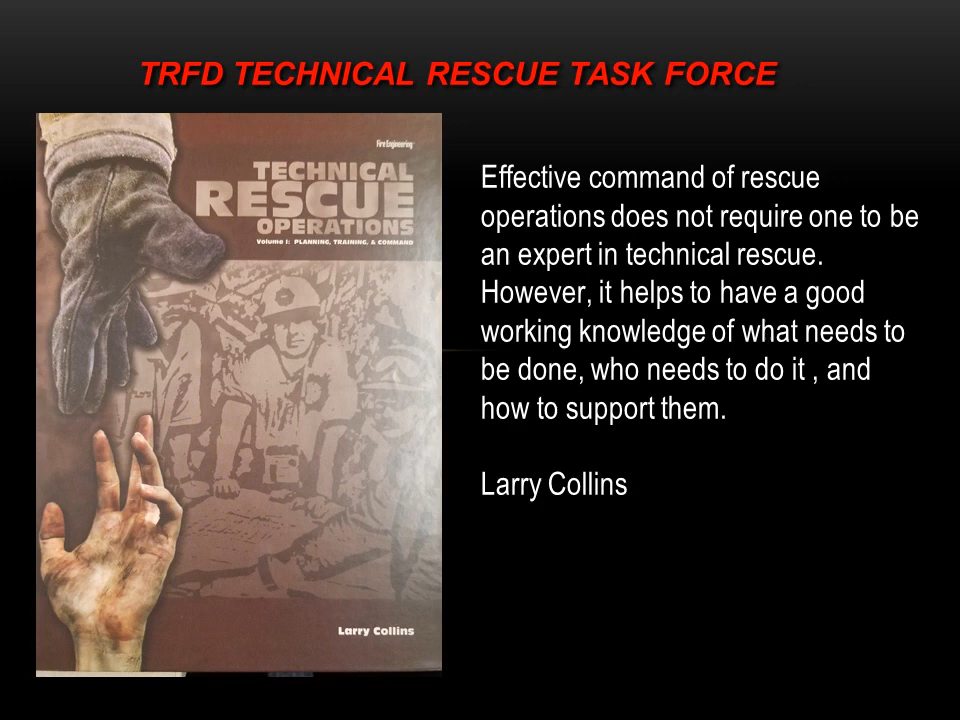 TRFD TECHNICAL RESCUE TASK FORCE
Fire Engineering
TECHNICAL
RESCUE
OPERATIONS
Volume I: PLANNING, TRAINING, & COMMAND
Larry Collins
Effective command of rescue
operations does not require one to be
an expert in technical rescue.
However, it helps to have a good
working knowledge of what needs to
be done, who needs to do it , and
how to support them.
Larry Collins